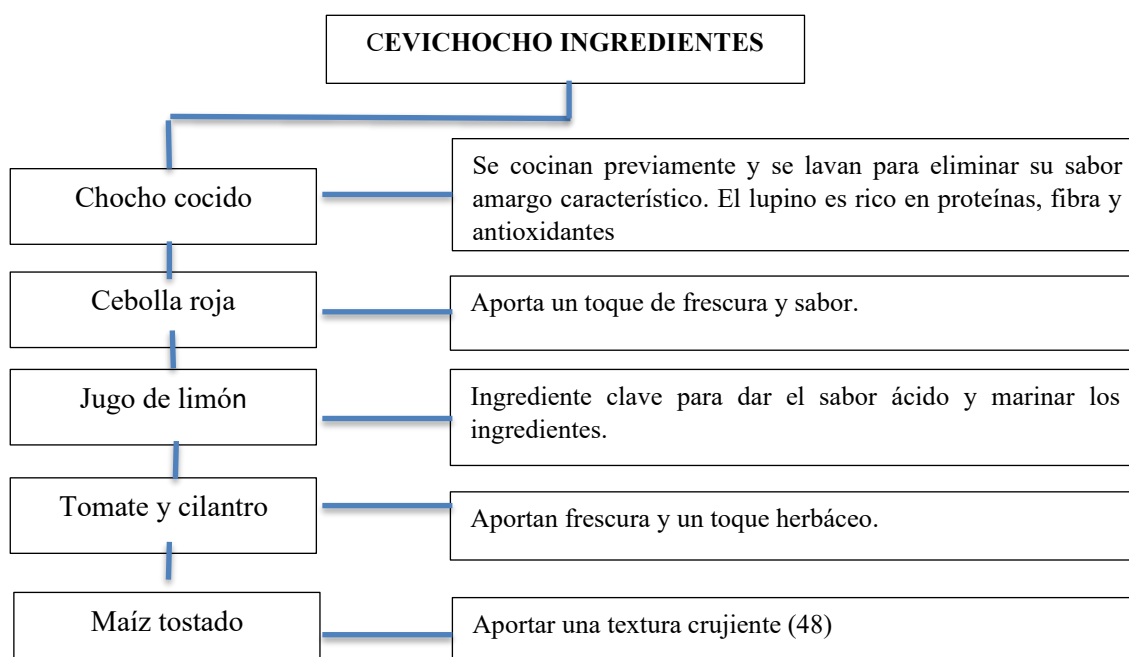 CEVICHOCHO INGREDIENTES
Chocho cocido
Se cocinan previamente y se lavan para eliminar su sabor
amargo característico. El lupino es rico en proteínas, fibra y
antioxidantes
Cebolla roja
Aporta un toque de frescura y sabor.
Jugo de limón
Ingrediente clave para dar el sabor ácido y marinar los
ingredientes.
Tomate y cilantro
Aportan frescura y un toque herbáceo.
Maíz tostado
Aportar una textura crujiente (48)